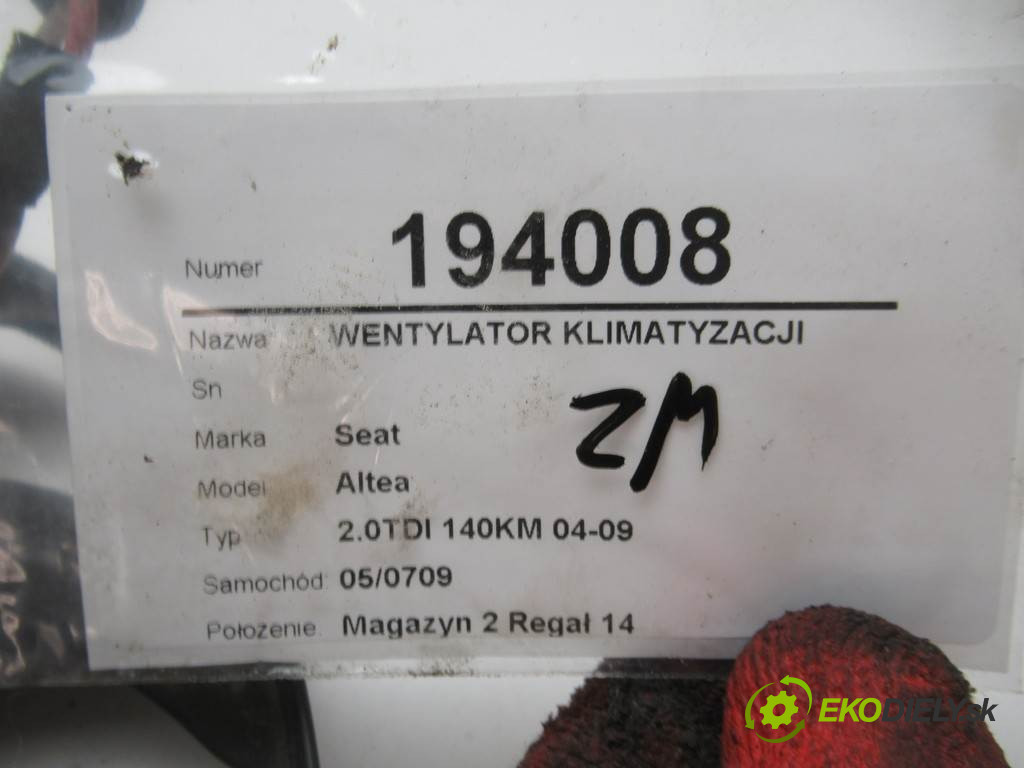 Numer 194008
Nazwa WENTYLATOR KLIMATYZACJI
Sn
ZM
Marka Seat
Model Altea
Typ 2.0TDI 140KM 04-09
Samochód: 05/0709
Położenie: Magazyn 2 Regał 14
EKODIELY.sk